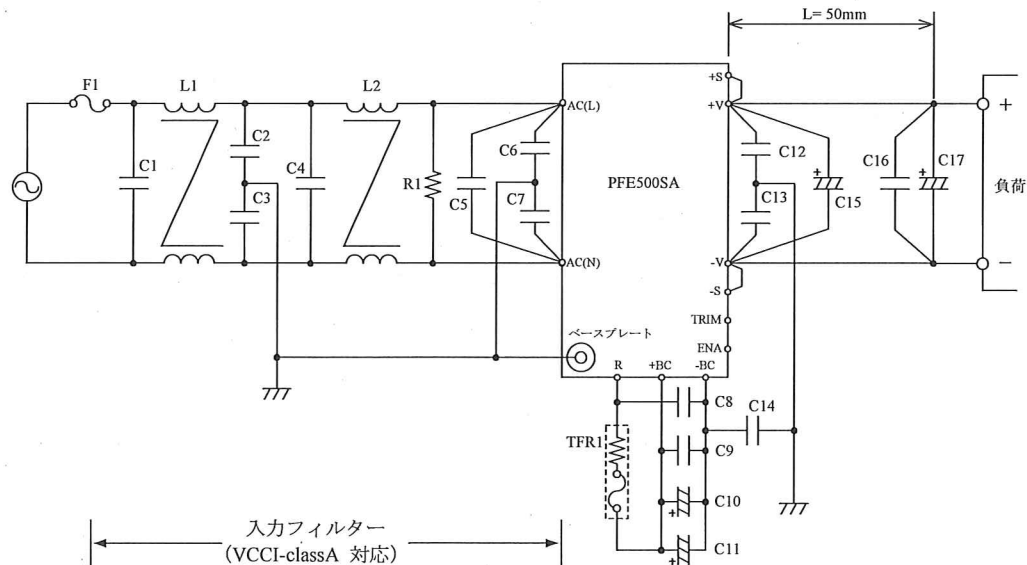 L= 50mm
F1
L1
L2
+S
AC(L)
+V
C1
C2
C3
C4
R1
C5
C6
C7
PFE500SA
C12
C13
C15
C16
C17
+
+
+
負荷
−
AC(N)
-V
-S
TRIM
ENA
ベースプレート
R
+BC
-BC
C8
C14
TFR1
C9
C10
+
C11
+
入力フィルター
(VCCI-classA 対応)